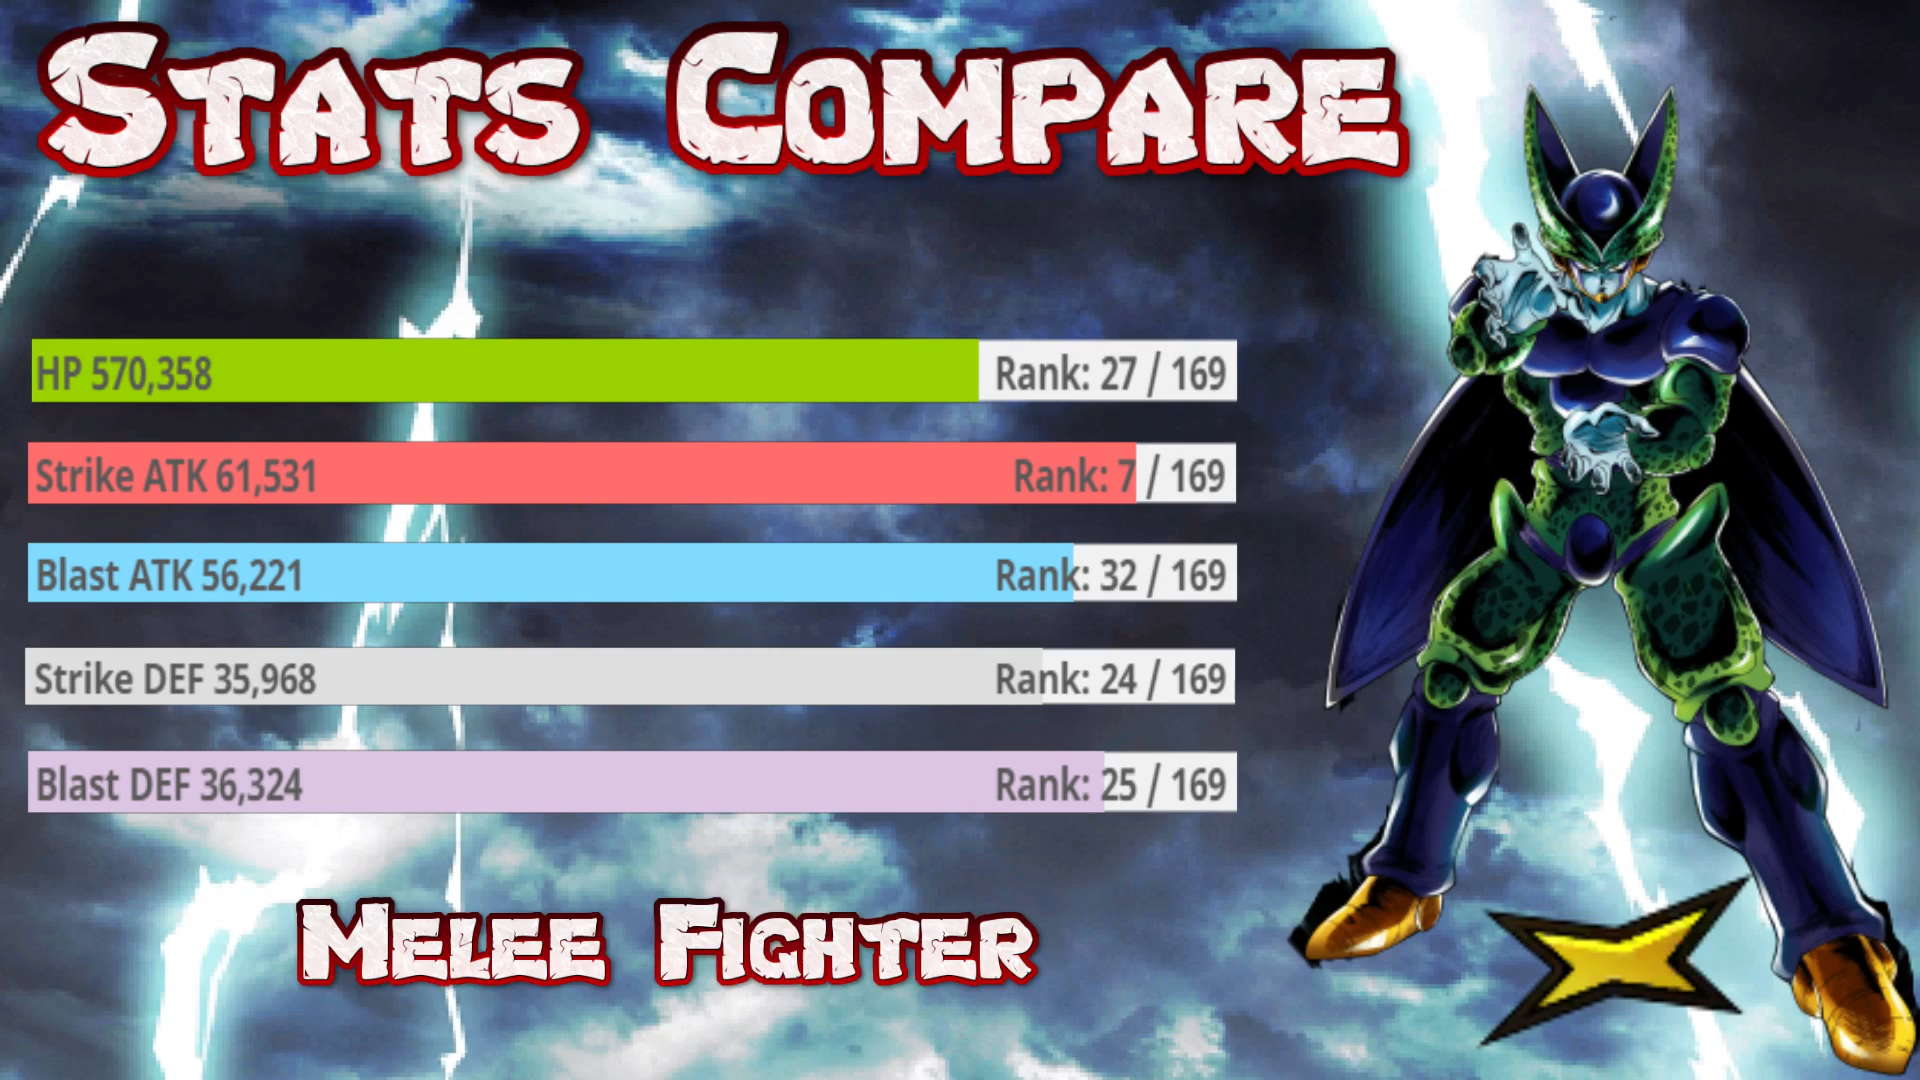 Stats Compare
HP 570,358 Rank: 27 / 169
Strike ATK 61,531 Rank: 7 / 169
Blast ATK 56,221 Rank: 32 / 169
Strike DEF 35,968 Rank: 24 / 169
Blast DEF 36,324 Rank: 25 / 169
Melee Fighter